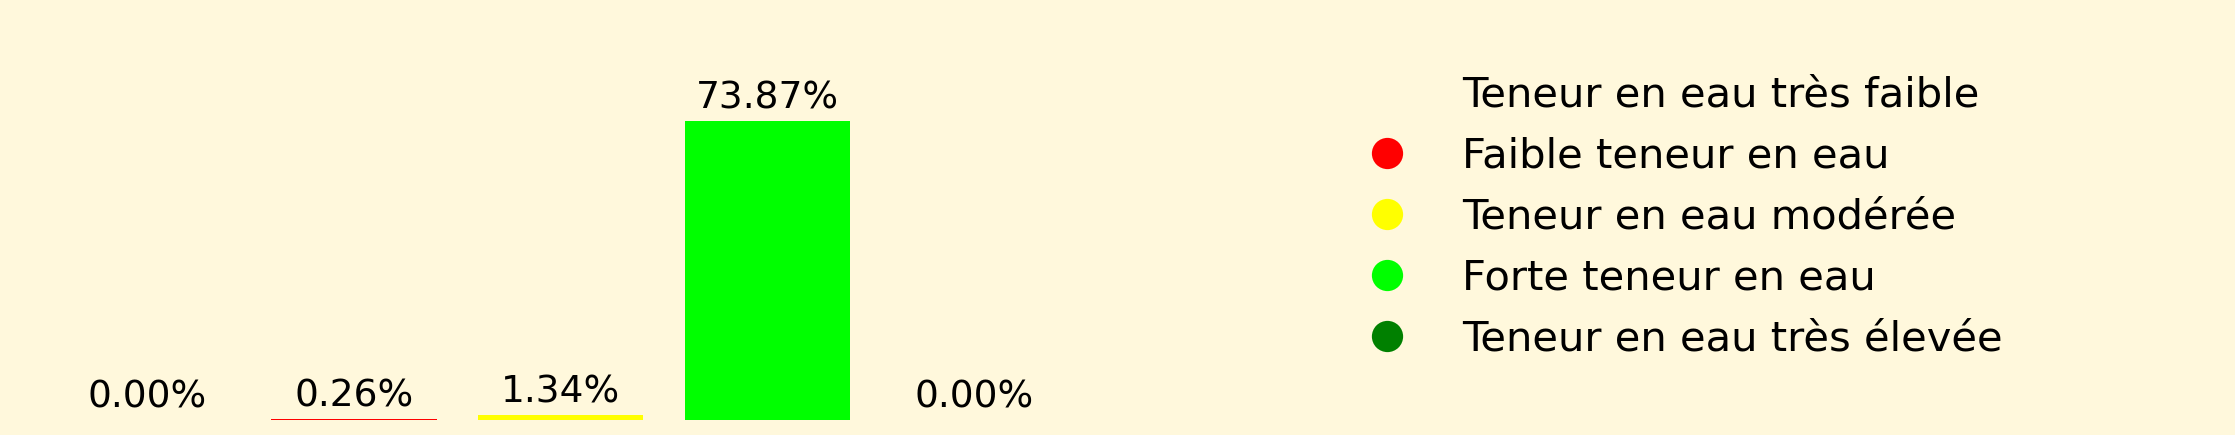 73.87%
0.00%
0.26%
1.34%
0.00%
Teneur en eau très faible
Faible teneur en eau
Teneur en eau modérée
Forte teneur en eau
Teneur en eau très élevée